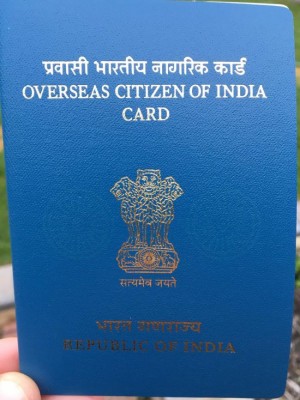 प्रवासी भारतीय नागरिक कार्ड
OVERSEAS CITIZEN OF INDIA
CARD
सत्यमेव जयते
भारत गणराज्य
REPUBLIC OF INDIA